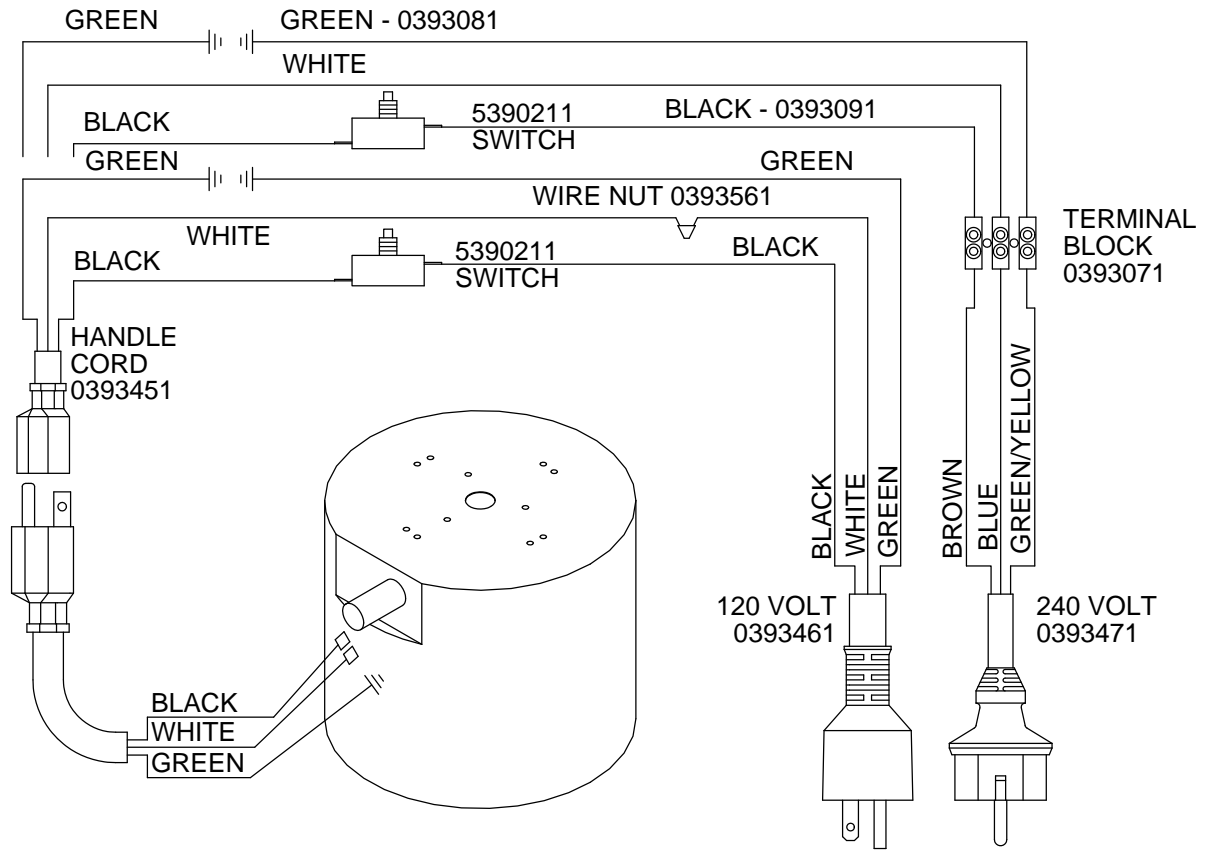 GREEN
GREEN - 0393081
WHITE
BLACK
5390211
SWITCH
BLACK - 0393091
GREEN
GREEN
WIRE NUT 0393561
WHITE
BLACK
5390211
SWITCH
BLACK
TERMINAL
BLOCK
0393071
HANDLE
CORD
0393451
BLACK
WHITE
GREEN
BROWN
BLUE
GREEN/YELLOW
120 VOLT
0393461
240 VOLT
0393471
BLACK
WHITE
GREEN